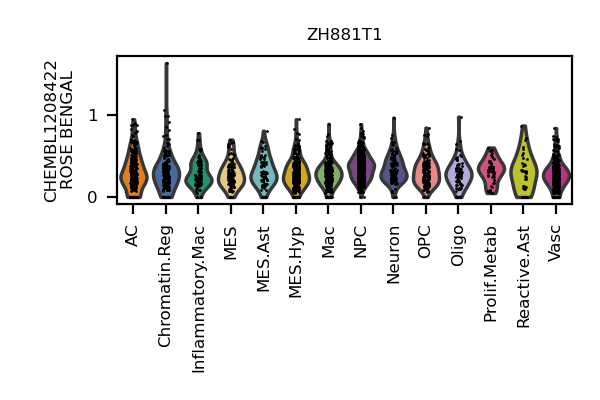 ZH881T1
CHEMBL1208422
ROSE BENGAL
1
0
AC
Chromatin.Reg
Inflammatory.Mac
MES
MES.Ast
MES.Hyp
Mac
NPC
Neuron
OPC
Oligo
Prolif.Metab
Reactive.Ast
Vasc